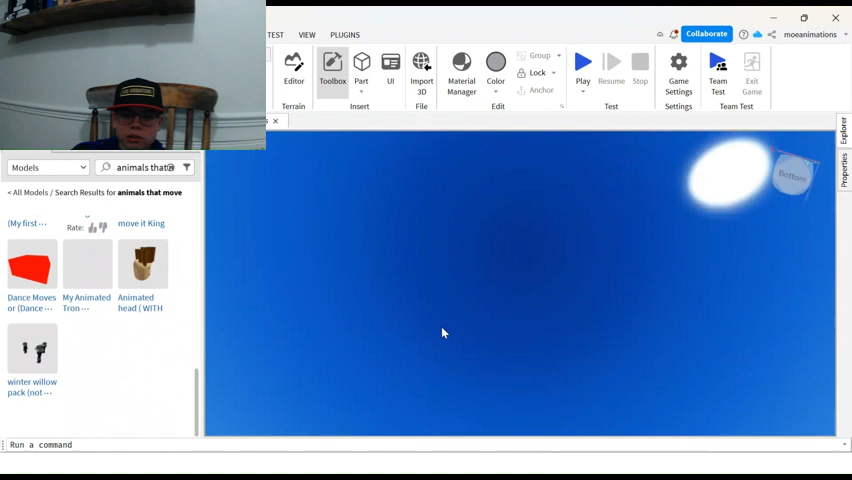 TEST VIEW PLUGINS
Collaborate
moeanimations
Editor
Toolbox
Part
UI
Import
3D
Material
Manager
Color
Group
Lock
Anchor
Play
Resume
Stop
Game
Settings
Team
Test
Exit
Game
Terrain
Insert
File
Edit
Test
Settings
Team Test
Explorer
Properties
Bottom
Models
animals that
< All Models / Search Results for animals that move
(My first ...
Rate:
move it King
Dance Moves
or (Dance ...
My Animated
Tron ...
Animated
head ( WITH
winter willow
pack (not ...
Run a command